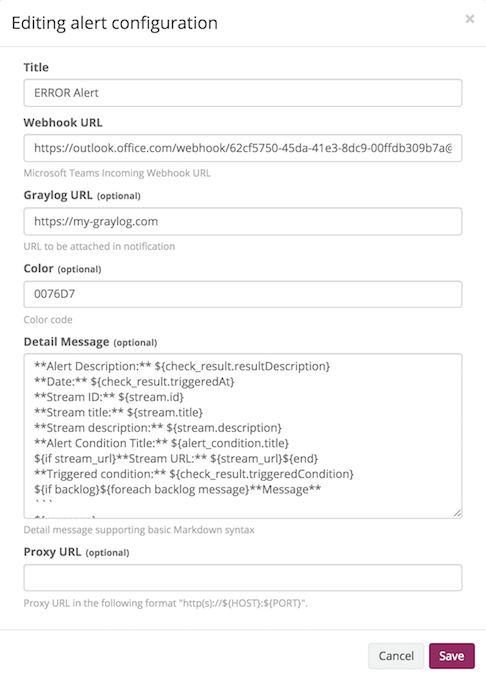 Editing alert configuration
×
Title
ERROR Alert
Webhook URL
https://outlook.office.com/webhook/62cf5750-45da-41e3-8dc9-00ffdb309b7a@
Microsoft Teams Incoming Webhook URL
Graylog URL (optional)
https://my-graylog.com
URL to be attached in notification
Color (optional)
0076D7
Color code
Detail Message (optional)
**Alert Description:** ${check_result.resultDescription}
**Date:** ${check_result.triggeredAt}
**Stream ID:** ${stream.id}
**Stream title:** ${stream.title}
**Stream description:** ${stream.description}
**Alert Condition Title:** ${alert_condition.title}
${if stream_url}**Stream URL:** ${stream_url}${end}
**Triggered condition:** ${check_result.triggeredCondition}
${if backlog}${foreach backlog message}**Message**
```
Detail message supporting basic Markdown syntax
Proxy URL (optional)
Proxy URL in the following format "http(s)://${HOST}:${PORT}".
Cancel
Save